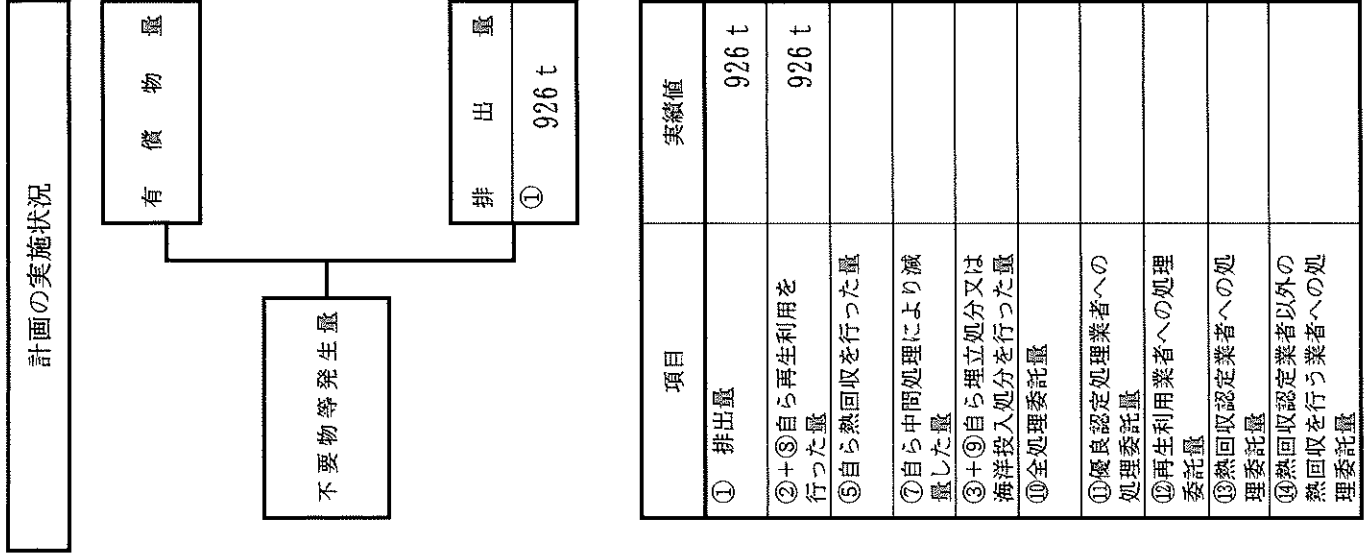 計画の実施状況
有償物量
不要物等発生量
排出量
① 926 t
項目 実績値
① 排出量 926 t
②+⑧自ら再生利用を
行った量 926 t
⑤自ら熱回収を行った量
⑦自ら中間処理により減
量した量
③+⑨自ら埋立処分又は
海洋投入処分を行った量
⑩全処理委託量
⑪優良認定処理業者への
処理委託量
⑫再生利用業者への処理
委託量
⑬熱回収認定業者への処
理委託量
⑭熱回収認定業者以外の
熱回収を行う業者への処
理委託量